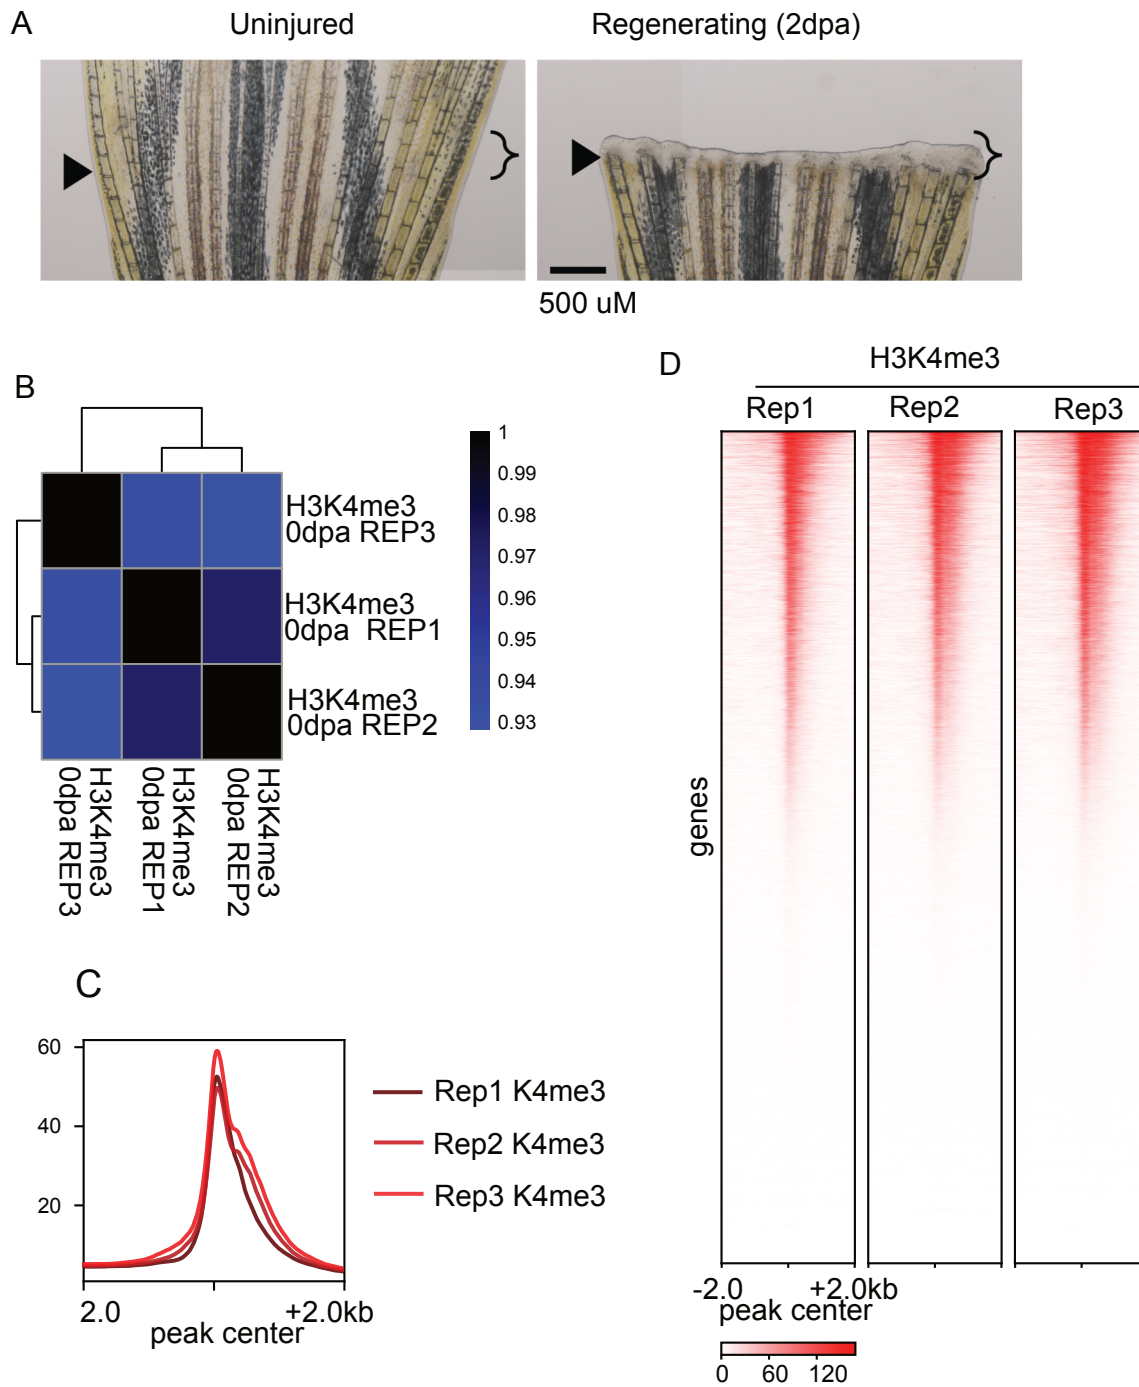 A
Uninjured
Regenerating (2dpa)
500 uM
B
1
0.99
0.98
0.97
0.96
0.95
0.94
0.93
H3K4me3
0dpa REP3
H3K4me3
0dpa REP1
H3K4me3
0dpa REP2
H3K4me3
0dpa REP3
H3K4me3
0dpa REP1
H3K4me3
0dpa REP2
C
60
40
20
2.0
+2.0kb
peak center
Rep1 K4me3
Rep2 K4me3
Rep3 K4me3
D
H3K4me3
Rep1
Rep2
Rep3
genes
-2.0
+2.0kb
peak center
0
60
120